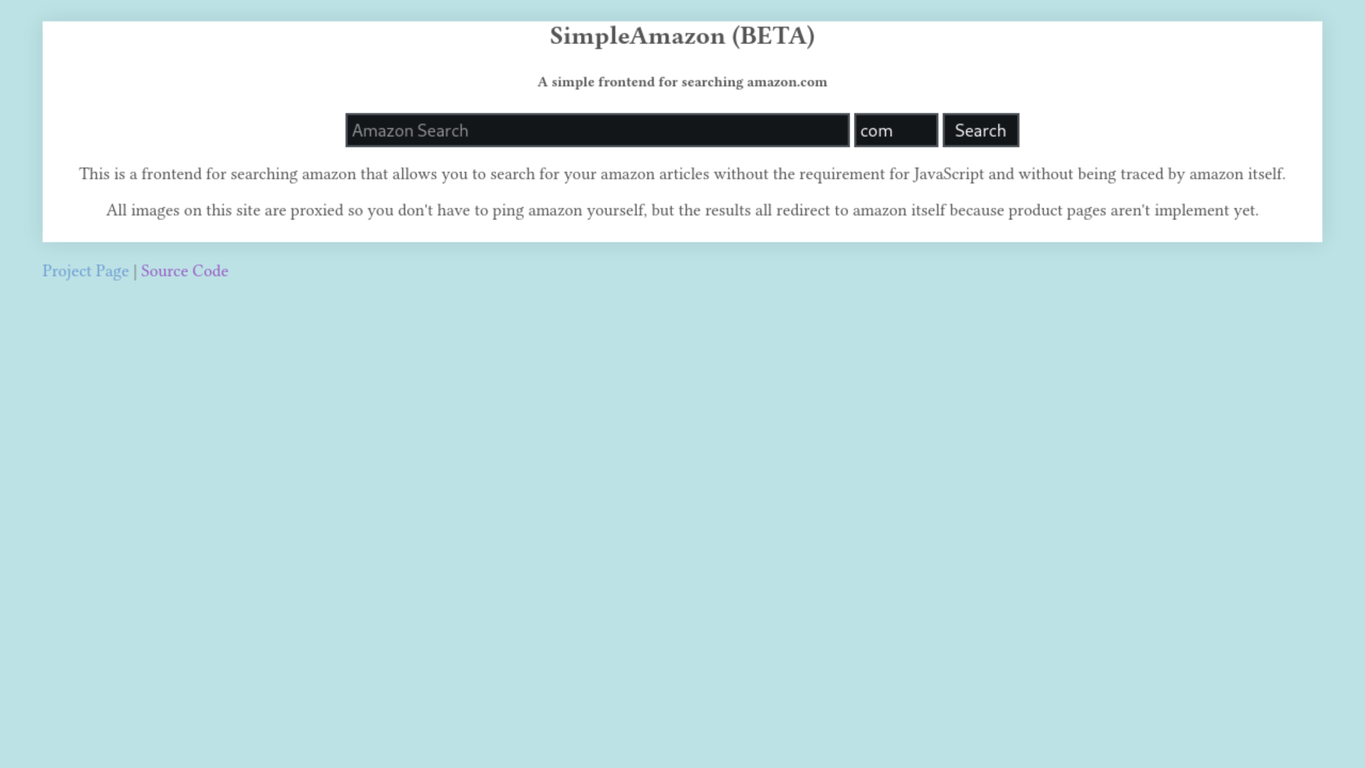 SimpleAmazon (BETA)
A simple frontend for searching amazon.com
Amazon Search com Search
This is a frontend for searching amazon that allows you to search for your amazon articles without the requirement for JavaScript and without being traced by amazon itself.
All images on this site are proxied so you don't have to ping amazon yourself, but the results all redirect to amazon itself because product pages aren't implement yet.
Project Page | Source Code